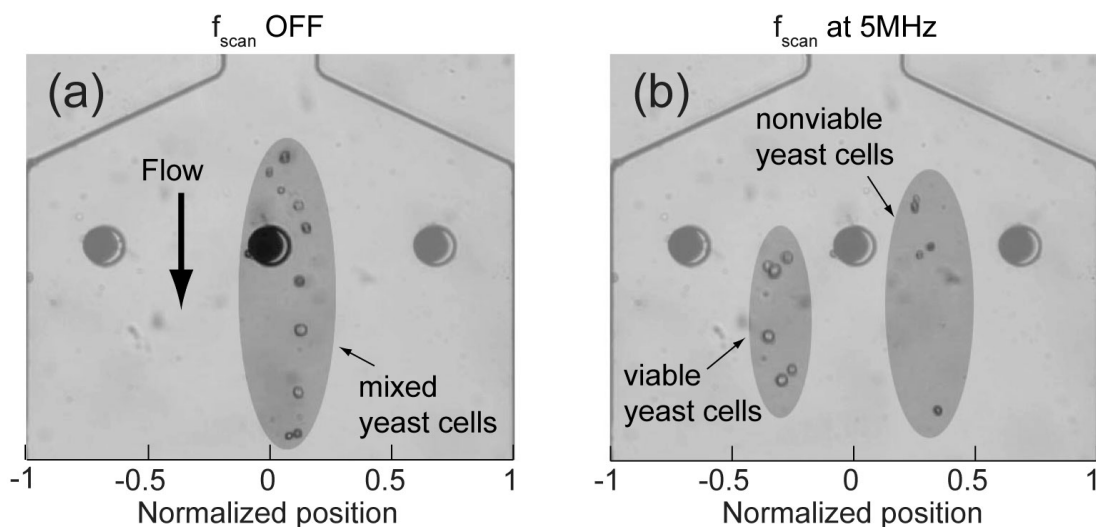 f_scan OFF
(a)
Flow
mixed
yeast cells
-1 -0.5 0 0.5 1
Normalized position
f_scan at 5MHz
(b)
nonviable
yeast cells
viable
yeast cells
-1 -0.5 0 0.5 1
Normalized position